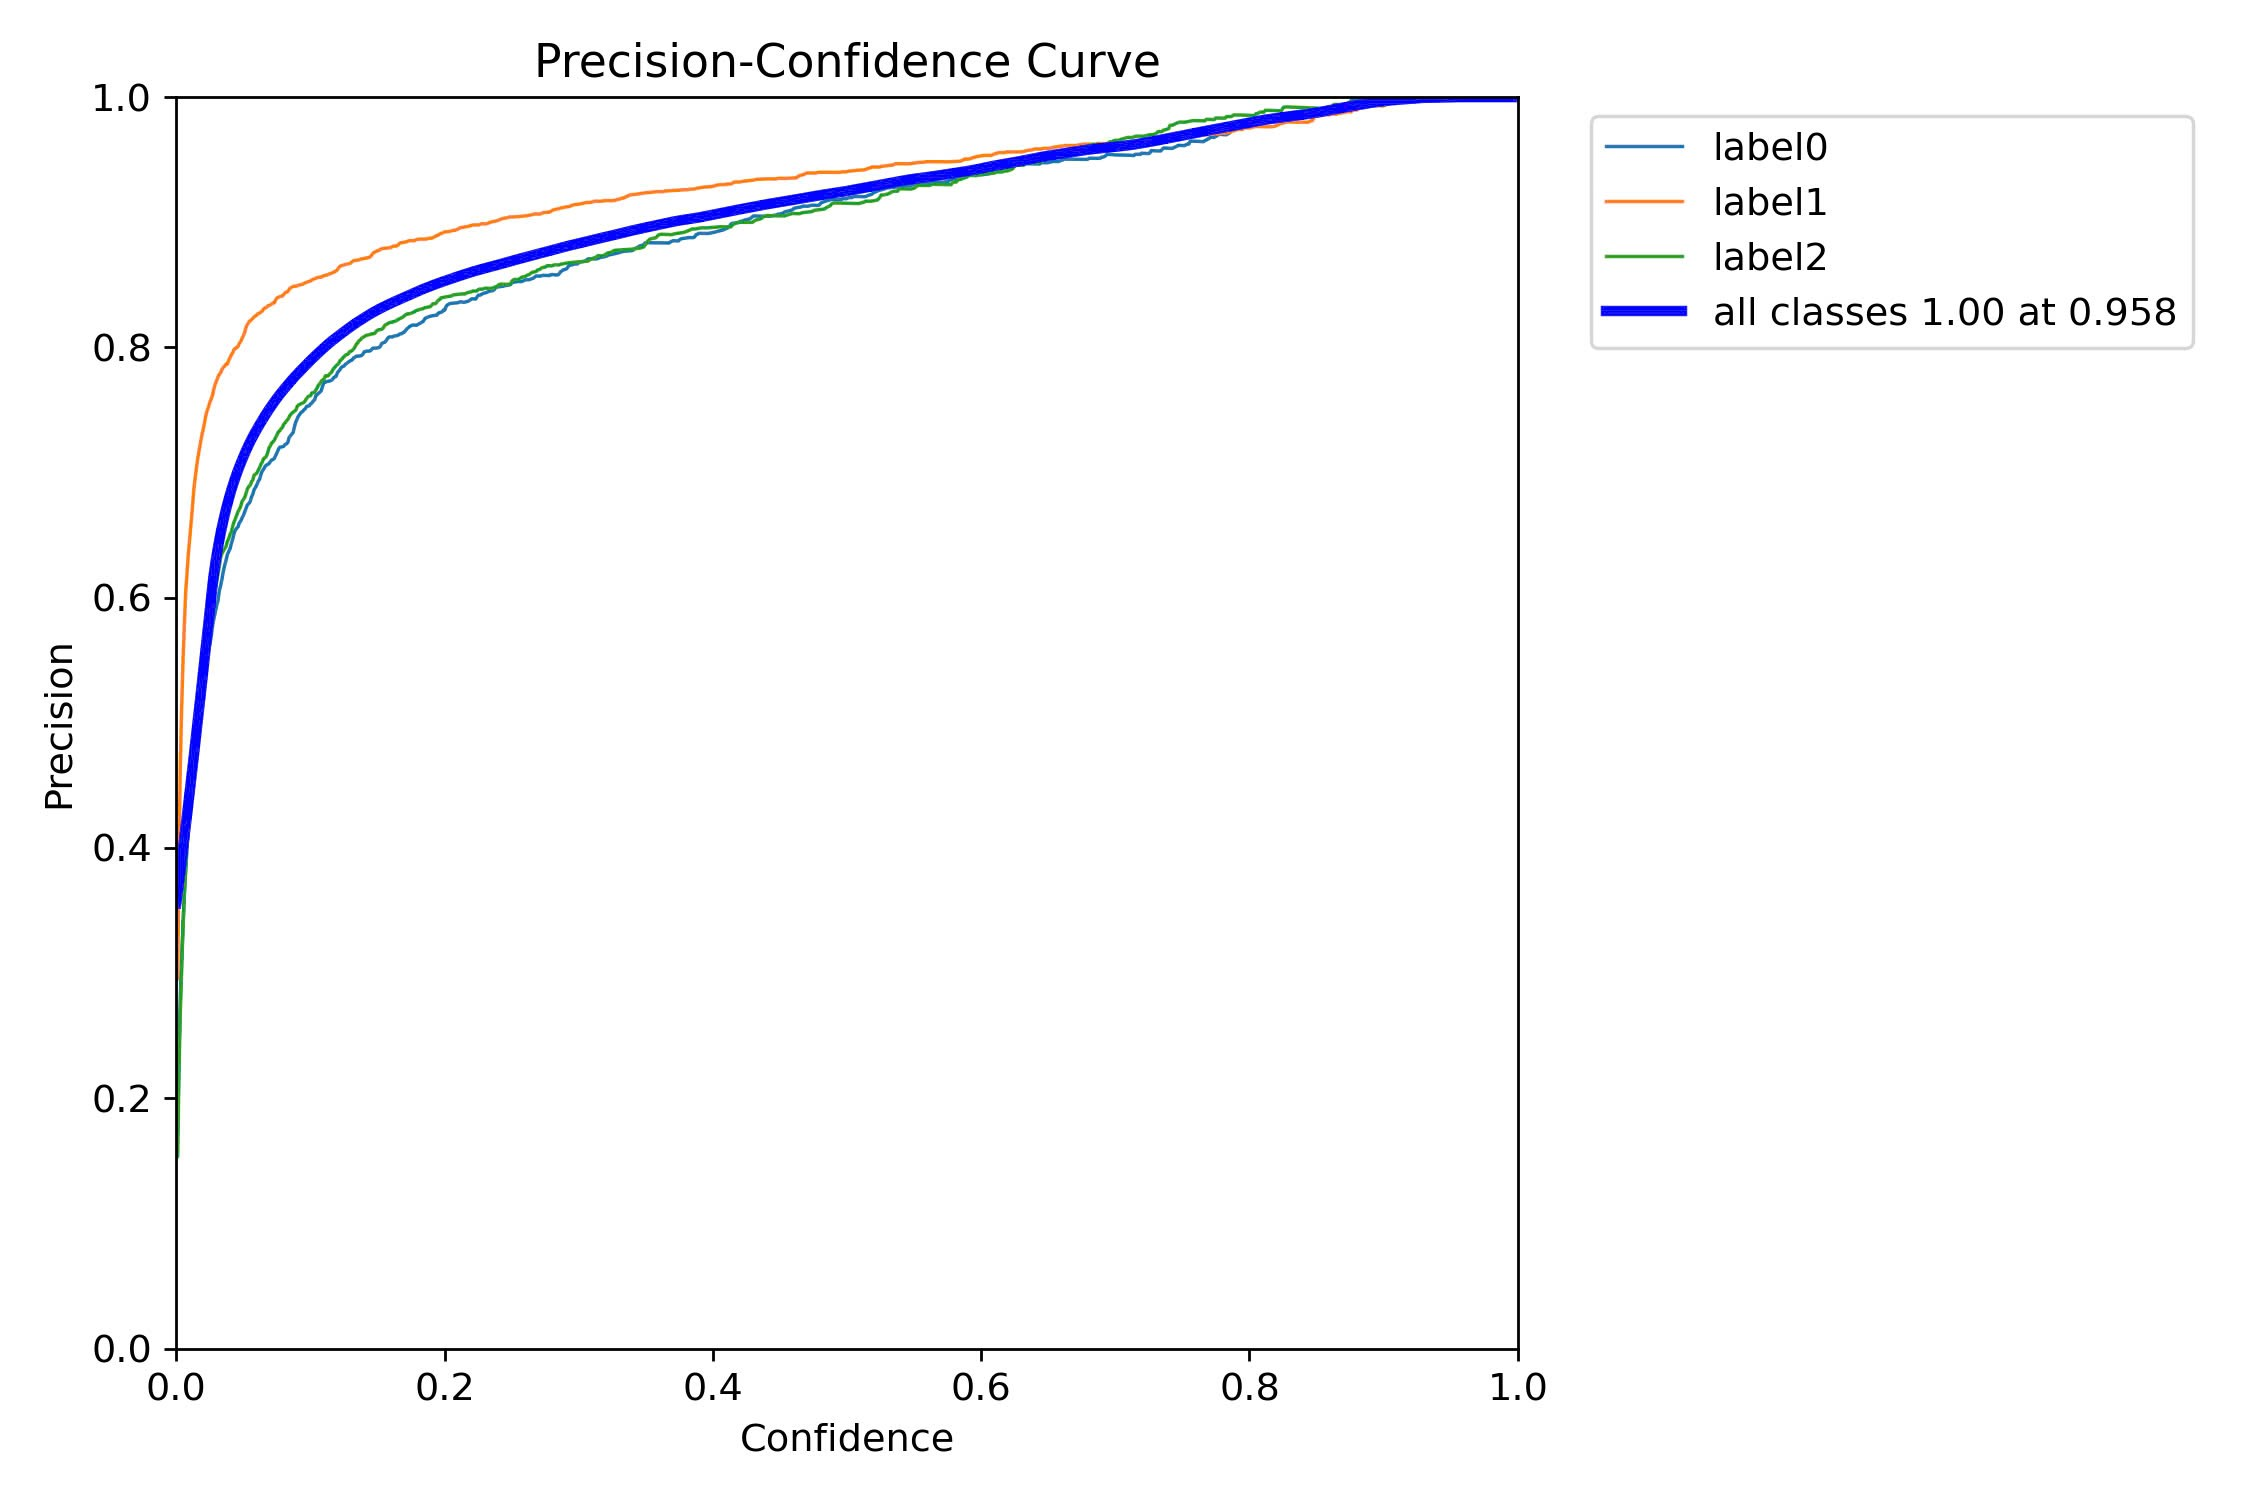 Precision-Confidence Curve
1.0
0.8
0.6
0.4
0.2
0.0
Precision
0.0 0.2 0.4 0.6 0.8 1.0
Confidence
label0
label1
label2
all classes 1.00 at 0.958